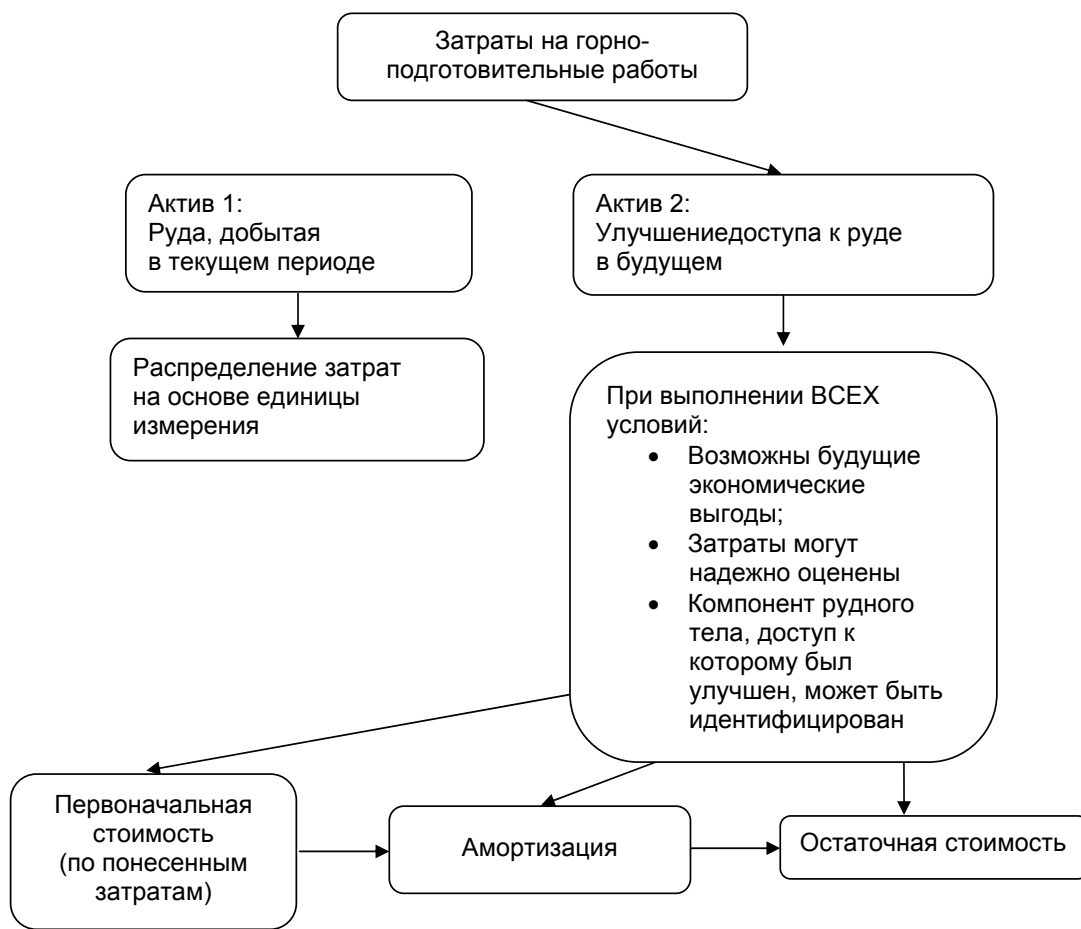 Затраты на горно-
подготовительные работы
Актив 1:
Руда, добытая
в текущем периоде
Актив 2:
Улучшениедоступа к руде
в будущем
Распределение затрат
на основе единицы
измерения
При выполнении ВСЕХ
условий:
• Возможны будущие
экономические
выгоды;
• Затраты могут
надежно оценены
• Компонент рудного
тела, доступ к
которому был
улучшен, может быть
идентифицирован
Первоначальная
стоимость
(по понесенным
затратам)
Амортизация
Остаточная стоимость